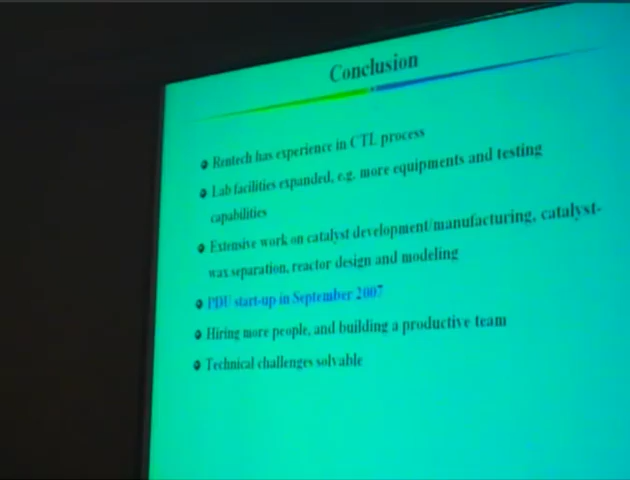 Conclusion
Rentech has experience in CTL process
Lab facilities expanded, e.g. more equipments and testing
capabilities
Extensive work on catalyst development/manufacturing, catalyst-
wax separation, reactor design and modeling
PDU start-up in September 2007
Hiring more people, and building a productive team
Technical challenges solvable